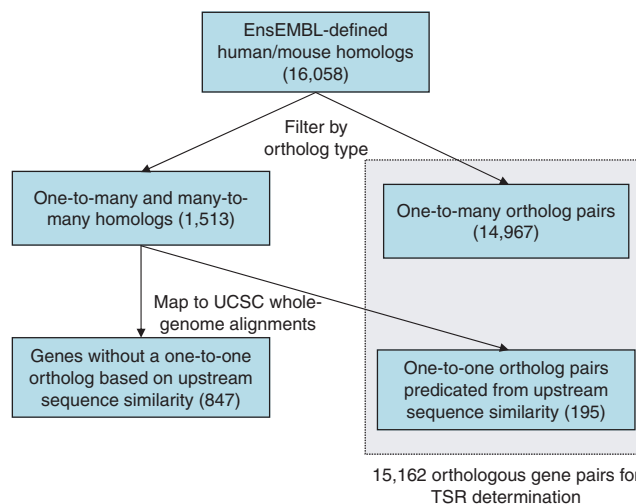 EnsEMBL-defined
human/mouse homologs
(16,058)
Filter by
ortholog type
One-to-many and many-to-
many homologs (1,513)
One-to-many ortholog pairs
(14,967)
Map to UCSC whole-
genome alignments
Genes without a one-to-one
ortholog based on upstream
sequence similarity (847)
One-to-one ortholog pairs
predicated from upstream
sequence similarity (195)
15,162 orthologous gene pairs for
TSR determination